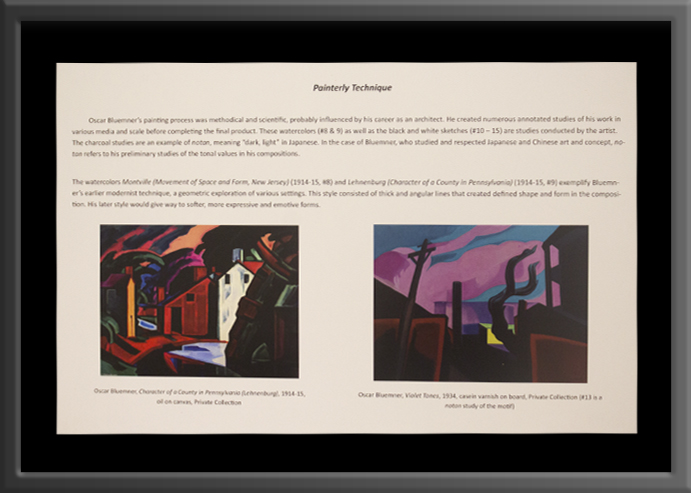 Painterly Technique
Oscar Bluemner's painting process was methodical and scientific, probably influenced by his career as an architect. He created numerous annotated studies of his work in
various media and scale before completing the final product. These watercolors (#8 & 9) as well as the black and white sketches (#10 – 15) are studies conducted by the artist.
The charcoal studies are an example of notan, meaning "dark, light" in Japanese. In the case of Bluemner, who studied and respected Japanese and Chinese art and concept, no-
tan refers to his preliminary studies of the tonal values in his compositions.
The watercolors Montville (Movement of Space and Form, New Jersey) (1914-15, #8) and Lehnenburg (Character of a County in Pennsylvania) (1914-15, #9) exemplify Bluemn-
er's earlier modernist technique, a geometric exploration of various settings. This style consisted of thick and angular lines that created defined shape and form in the composi-
tion. His later style would give way to softer, more expressive and emotive forms.
Oscar Bluemner, Character of a County in Pennsylvania (Lehnenburg), 1914-15,
oil on canvas, Private Collection
Oscar Bluemner, Violet Tones, 1934, casein varnish on board, Private Collection (#13 is a
notan study of the motif)